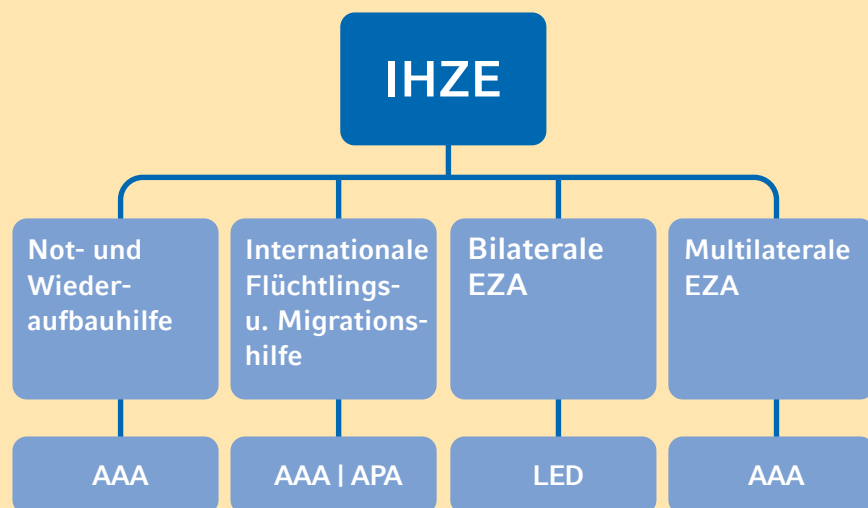 IHZE
Not- und
Wieder-
aufbauhilfe
Internationale
Flüchtlings-
u. Migrations-
hilfe
Bilaterale
EZA
Multilaterale
EZA
AAA
AAA | APA
LED
AAA